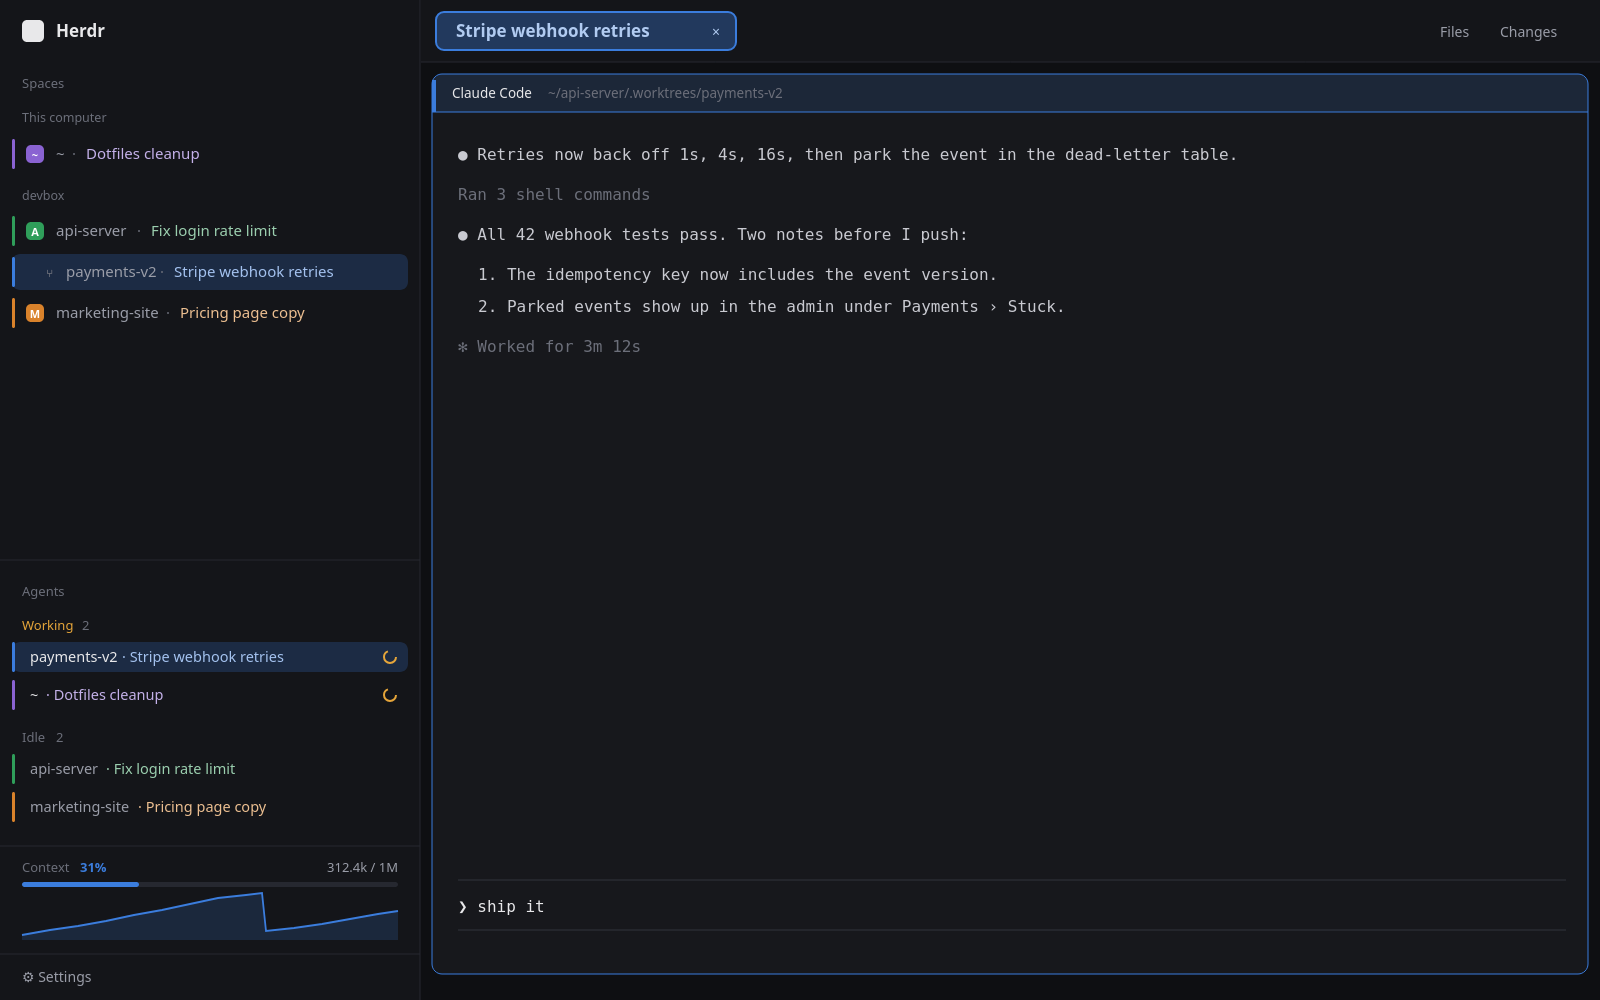 Herdr
Spaces
This computer
~ ~ · Dotfiles cleanup
devbox
A api-server · Fix login rate limit
payments-v2 · Stripe webhook retries
M marketing-site · Pricing page copy
Agents
Working 2
payments-v2 · Stripe webhook retries
~ · Dotfiles cleanup
Idle 2
api-server · Fix login rate limit
marketing-site · Pricing page copy
Context 31% 312.4k / 1M
⚙ Settings
Stripe webhook retries ×
Files Changes
Claude Code ~/api-server/.worktrees/payments-v2
● Retries now back off 1s, 4s, 16s, then park the event in the dead-letter table.
Ran 3 shell commands
● All 42 webhook tests pass. Two notes before I push:
1. The idempotency key now includes the event version.
2. Parked events show up in the admin under Payments › Stuck.
✻ Worked for 3m 12s
❯ ship it